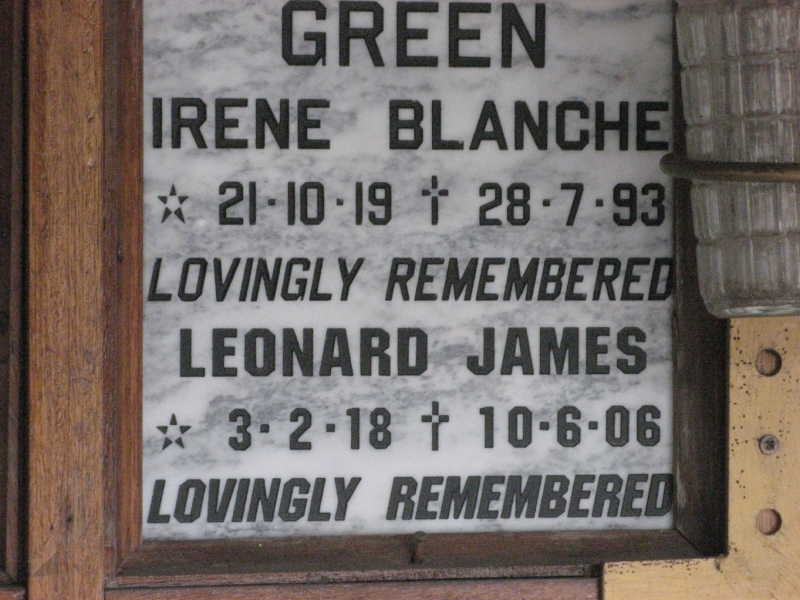 GREEN
IRENE BLANCHE
☆ 21·10·19 † 28·7·93
LOVINGLY REMEMBERED
LEONARD JAMES
☆ 3·2·18 † 10·6·06
LOVINGLY REMEMBERED